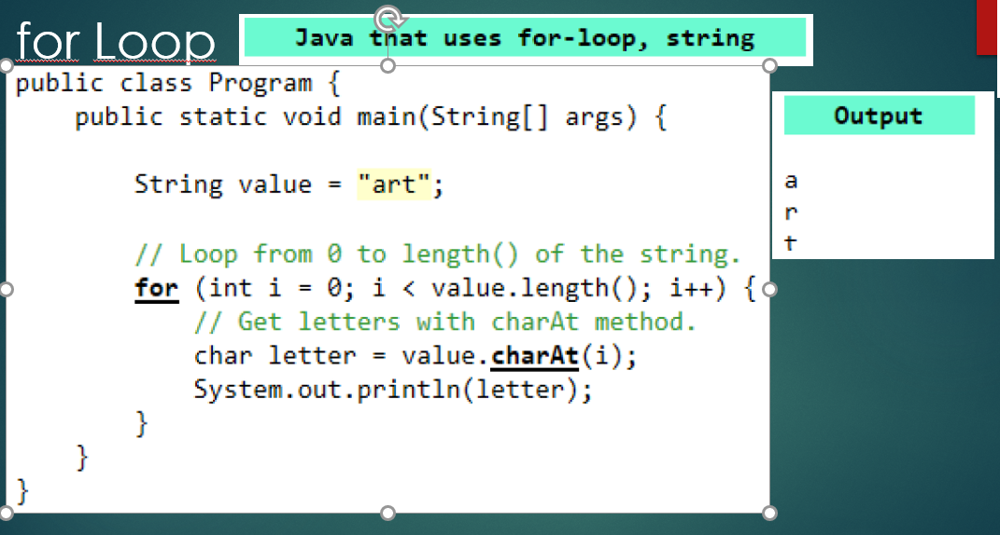 for Loop
Java that uses for-loop, string
public class Program {
    public static void main(String[] args) {
        String value = "art";
        // Loop from 0 to length() of the string.
        for (int i = 0; i < value.length(); i++) {
            // Get letters with charAt method.
            char letter = value.charAt(i);
            System.out.println(letter);
        }
    }
}
Output
a
r
t